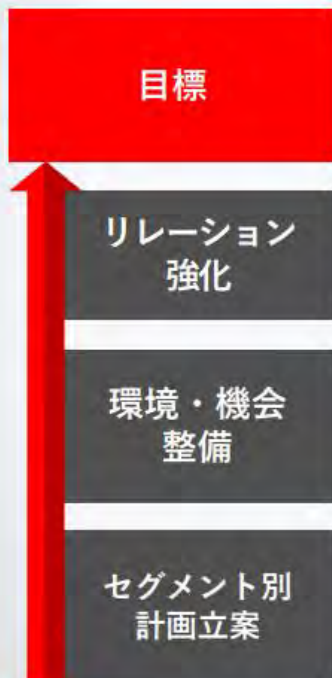 目標
リレーション
強化
環境・機会
整備
セグメント別
計画立案